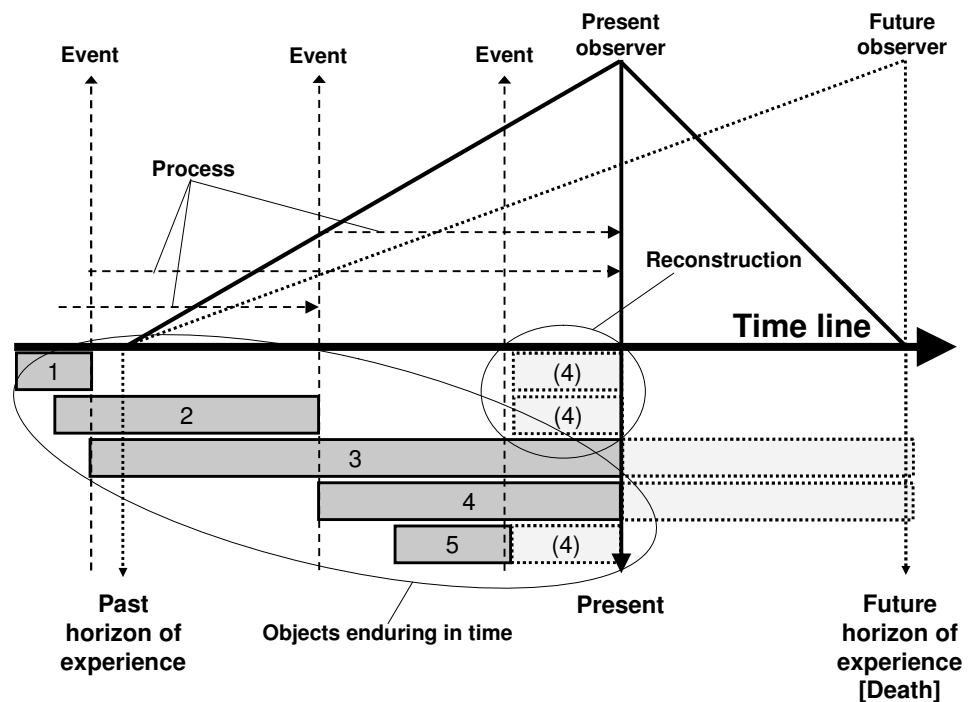 Present
observer
Future
observer
Event
Event
Event
Process
Reconstruction
Time line
1
(4)
2
(4)
3
4
5
(4)
Past
horizon of
experience
Objects enduring in time
Present
Future
horizon of
experience
[Death]